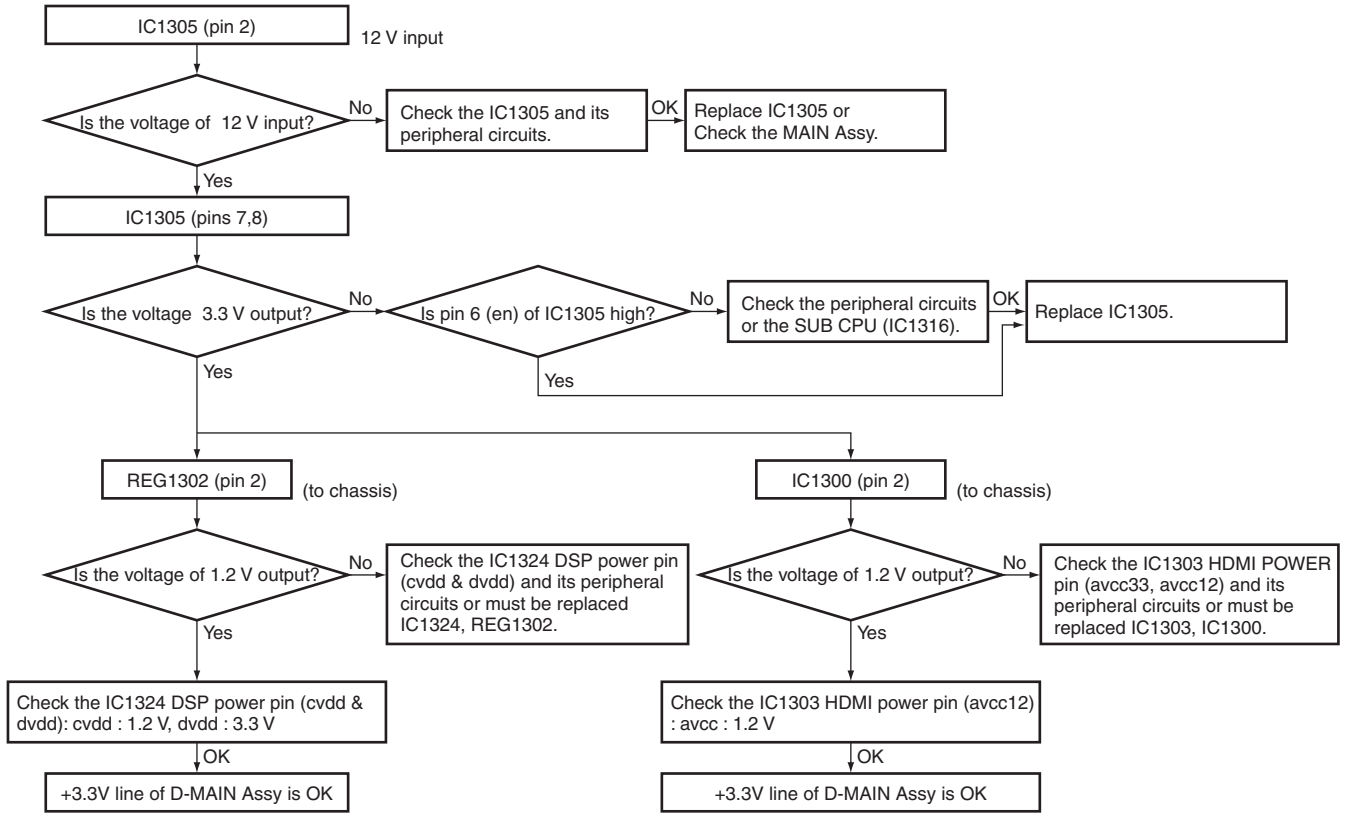 IC1305 (pin 2)
12 V input
Is the voltage of 12 V input?
No
Check the IC1305 and its
peripheral circuits.
OK
Replace IC1305 or
Check the MAIN Assy.
Yes
IC1305 (pins 7,8)
Is the voltage 3.3 V output?
No
Is pin 6 (en) of IC1305 high?
No
Check the peripheral circuits
or the SUB CPU (IC1316).
OK
Replace IC1305.
Yes
Yes
REG1302 (pin 2)
(to chassis)
IC1300 (pin 2)
(to chassis)
Is the voltage of 1.2 V output?
No
Check the IC1324 DSP power pin
(cvdd & dvdd) and its peripheral
circuits or must be replaced
IC1324, REG1302.
Is the voltage of 1.2 V output?
No
Check the IC1303 HDMI POWER
pin (avcc33, avcc12) and its
peripheral circuits or must be
replaced IC1303, IC1300.
Yes
Yes
Check the IC1324 DSP power pin (cvdd &
dvdd): cvdd : 1.2 V, dvdd : 3.3 V
Check the IC1303 HDMI power pin (avcc12)
: avcc : 1.2 V
OK
OK
+3.3V line of D-MAIN Assy is OK
+3.3V line of D-MAIN Assy is OK